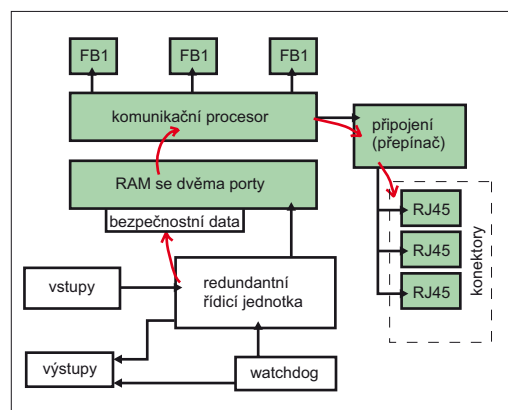 FB1
FB1
FB1
komunikační procesor
připojení
(přepínač)
RAM se dvěma porty
bezpečnostní data
RJ45
RJ45
RJ45
konektory
vstupy
redundantní
řídicí jednotka
výstupy
watchdog